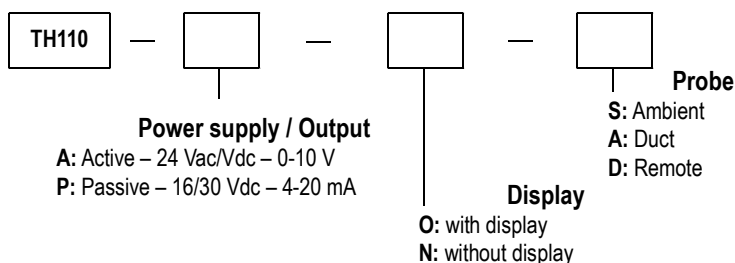 TH110 — — —
Power supply / Output
A: Active – 24 Vac/Vdc – 0-10 V
P: Passive – 16/30 Vdc – 4-20 mA
Display
O: with display
N: without display
Probe
S: Ambient
A: Duct
D: Remote